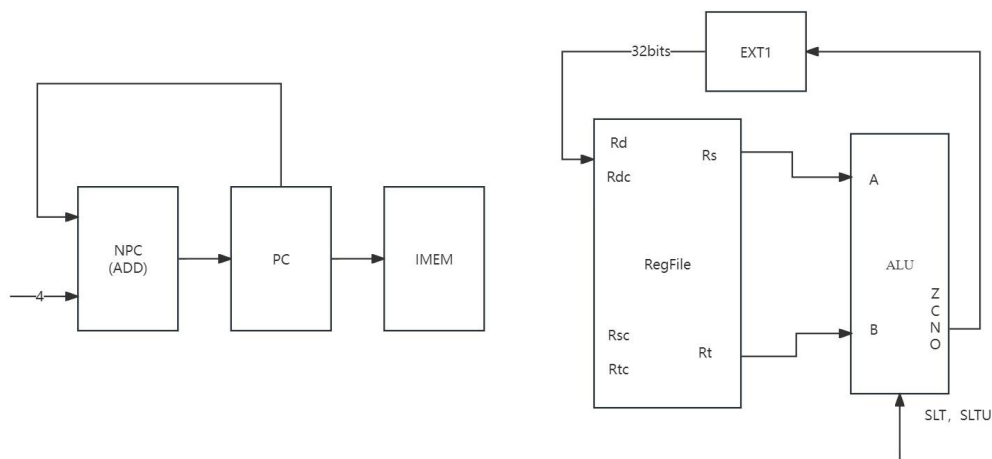 NPC
(ADD)
4
PC
IMEM
32bits
EXT1
Rd
Rdc
Rs
RegFile
Rsc
Rtc
Rt
A
ALU
B
Z
C
N
O
SLT，SLTU